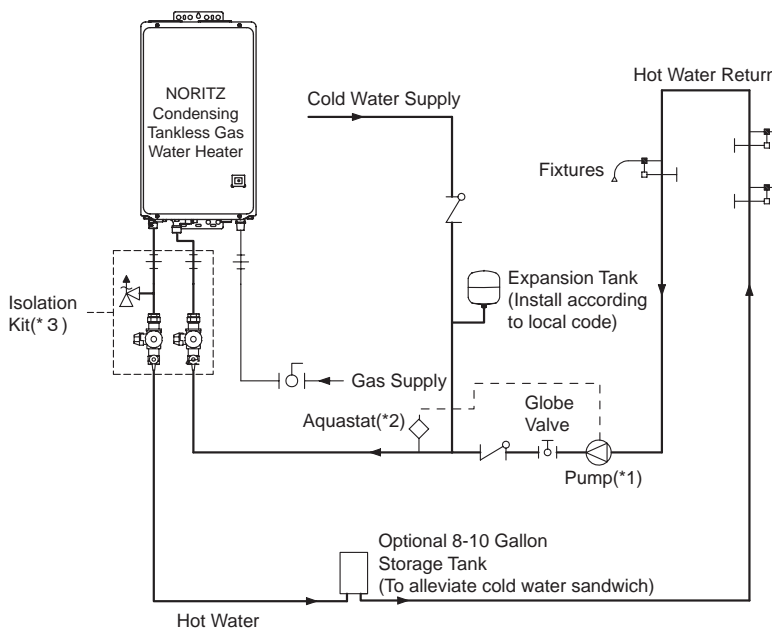 NORITZ
Condensing
Tankless Gas
Water Heater
Cold Water Supply
Hot Water Return
Fixtures
Expansion Tank
(Install according
to local code)
Isolation
Kit(* 3 )
Gas Supply
Aquastat(*2)
Globe
Valve
Pump(*1)
Optional 8-10 Gallon
Storage Tank
(To alleviate cold water sandwich)
Hot Water